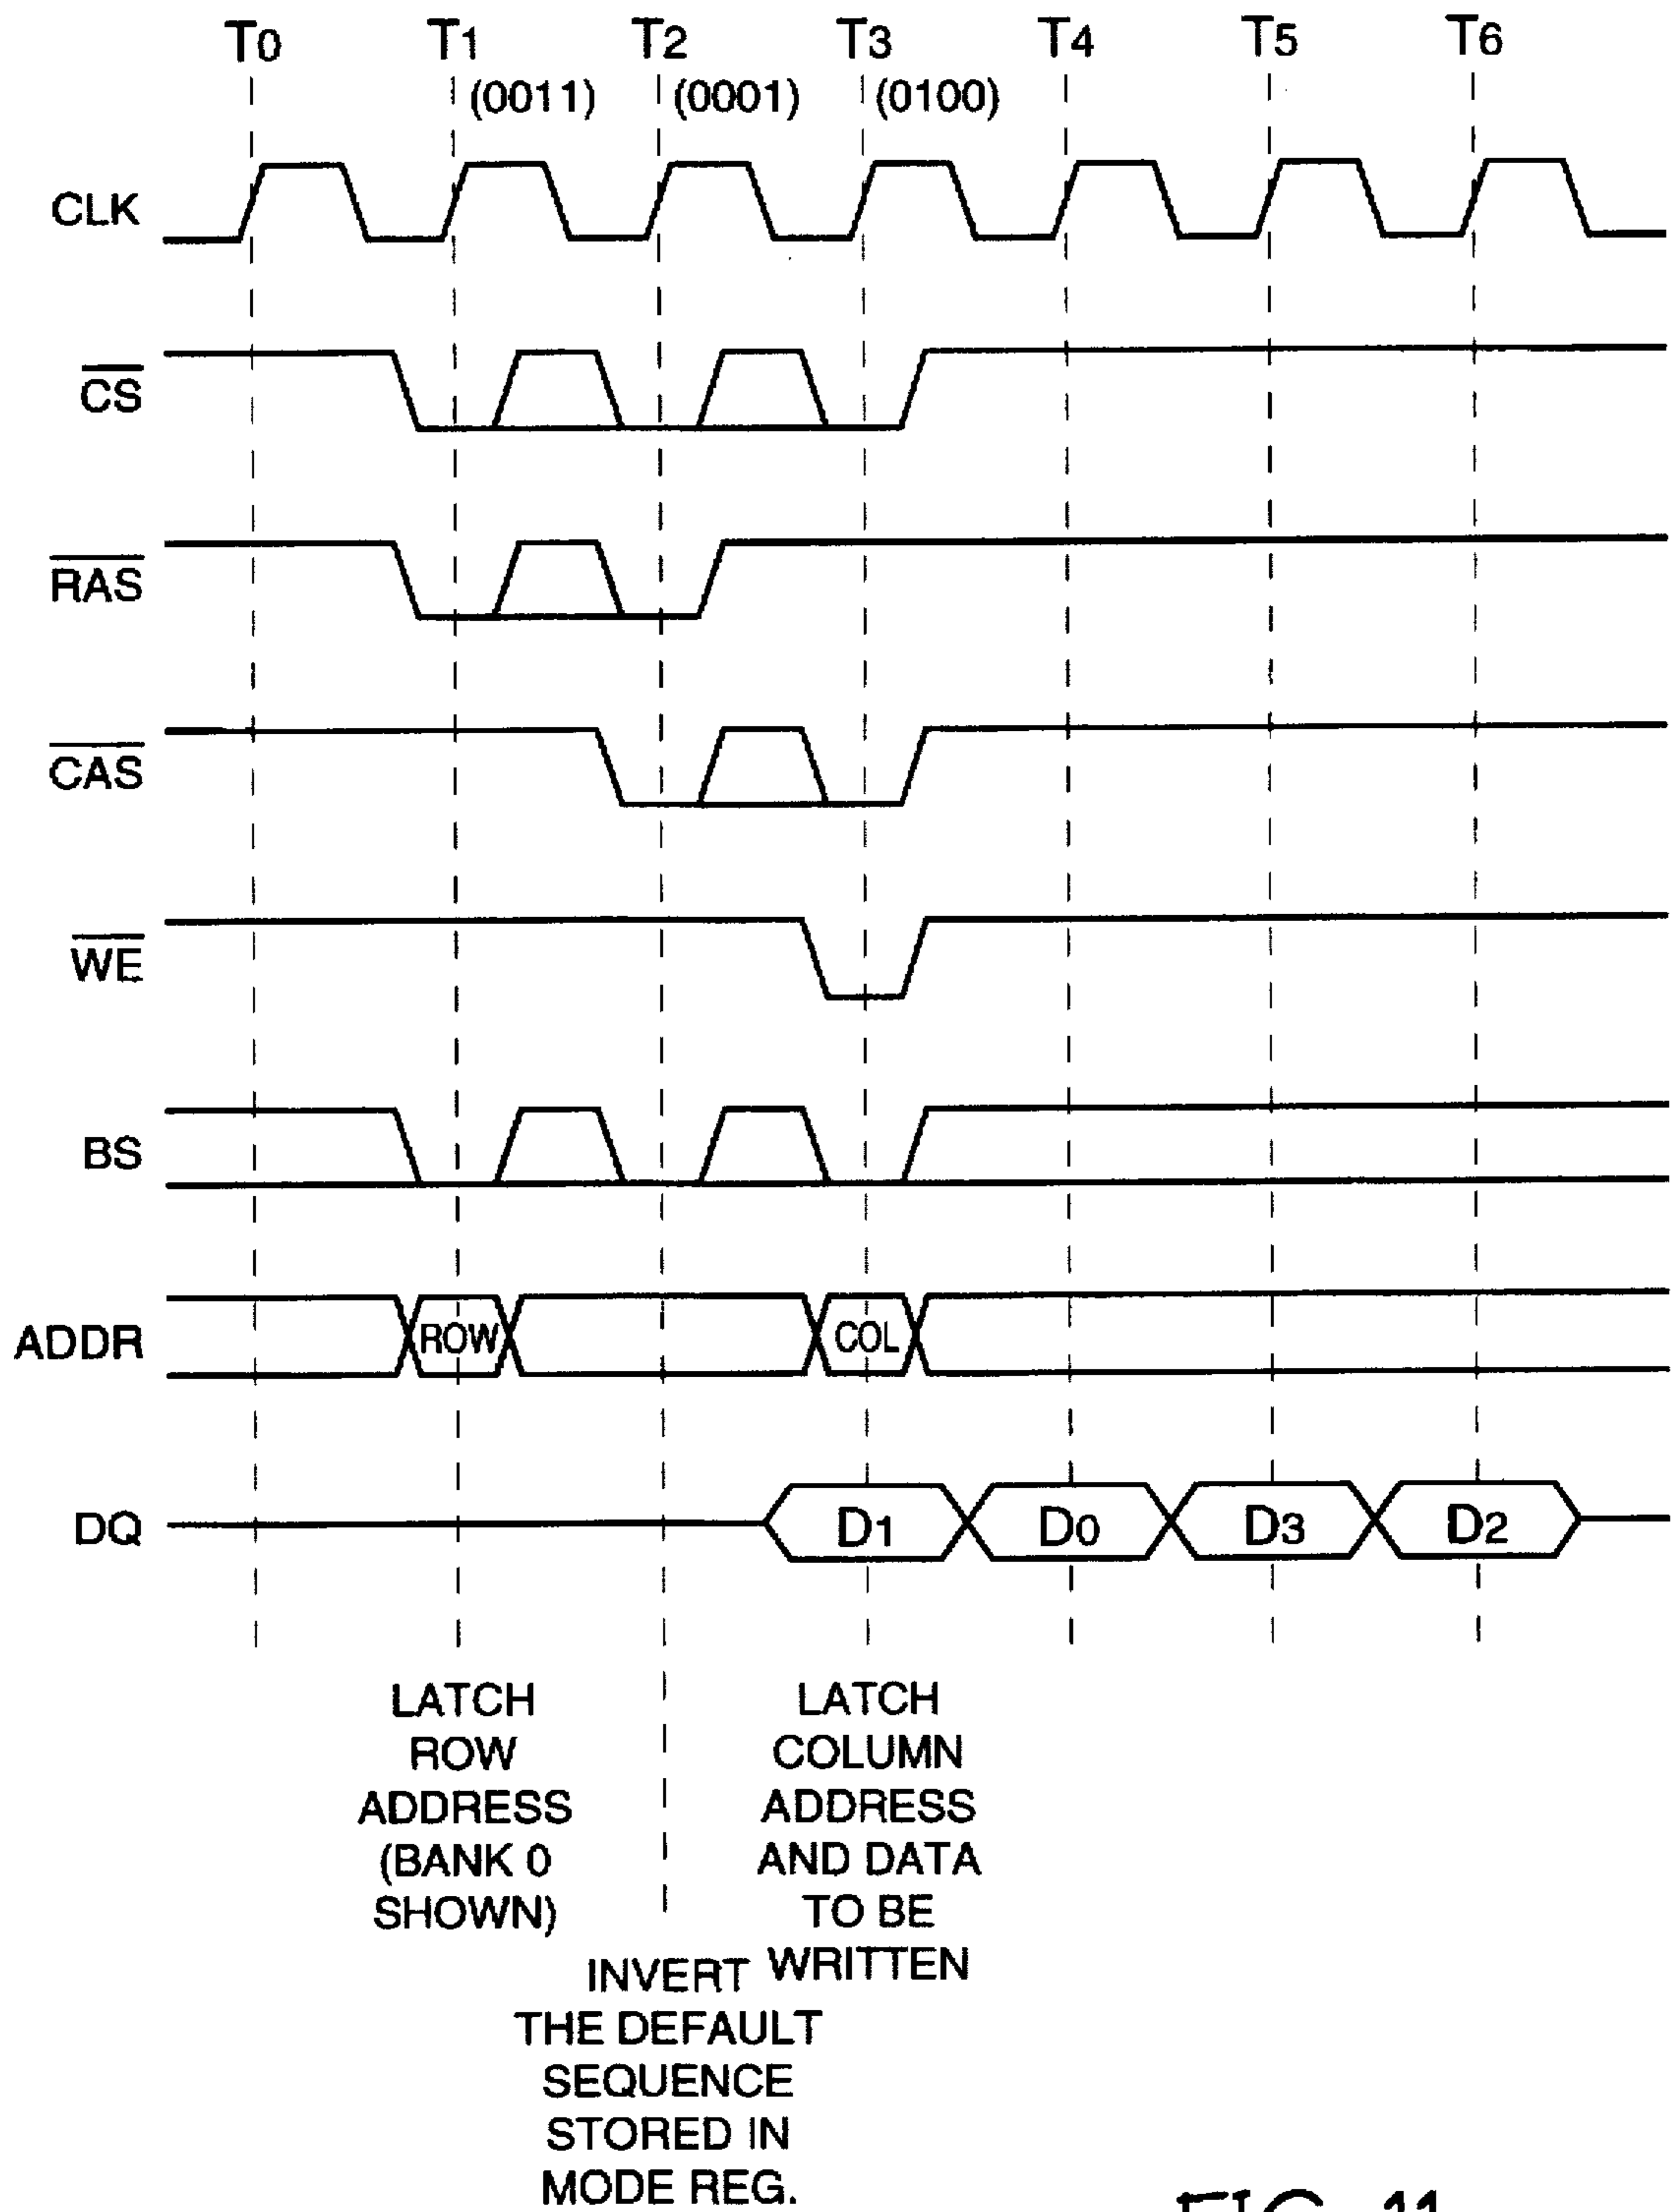 T0 T1 T2 T3 T4 T5 T6
(0011) (0001) (0100)
CLK
CS
RAS
CAS
WE
BS
ADDR
ROW
COL
DQ
D1 D0 D3 D2
LATCH
ROW
ADDRESS
(BANK 0
SHOWN)
LATCH
COLUMN
ADDRESS
AND DATA
TO BE
WRITTEN
INVERT
THE DEFAULT
SEQUENCE
STORED IN
MODE REG.
FIG. 11